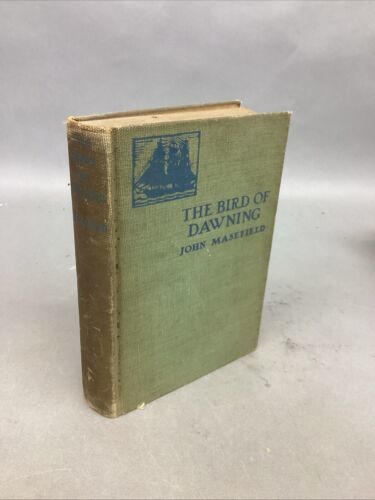 THE BIRD OF
DAWNING
JOHN MASEFIELD